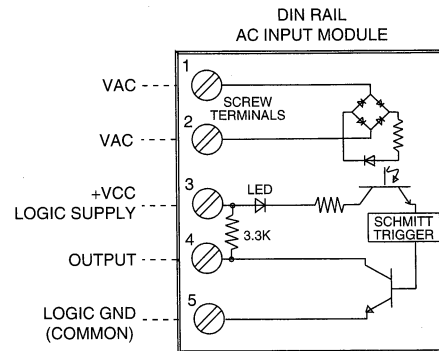 DIN RAIL
AC INPUT MODULE
1
VAC
SCREW
TERMINALS
2
VAC
3
+VCC
LOGIC SUPPLY
LED
SCHMITT
TRIGGER
3.3K
4
OUTPUT
5
LOGIC GND
(COMMON)